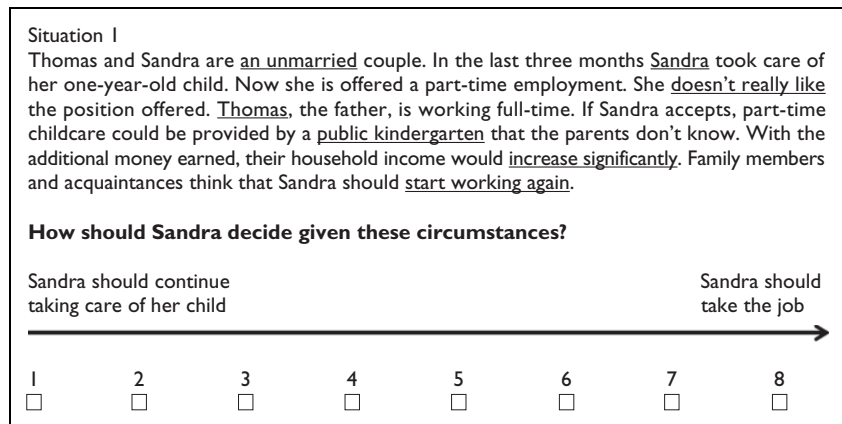 Situation 1
Thomas and Sandra are an unmarried couple. In the last three months Sandra took care of
her one-year-old child. Now she is offered a part-time employment. She doesn't really like
the position offered. Thomas, the father, is working full-time. If Sandra accepts, part-time
childcare could be provided by a public kindergarten that the parents don't know. With the
additional money earned, their household income would increase significantly. Family members
and acquaintances think that Sandra should start working again.
How should Sandra decide given these circumstances?
Sandra should continue
taking care of her child
Sandra should
take the job
1 2 3 4 5 6 7 8